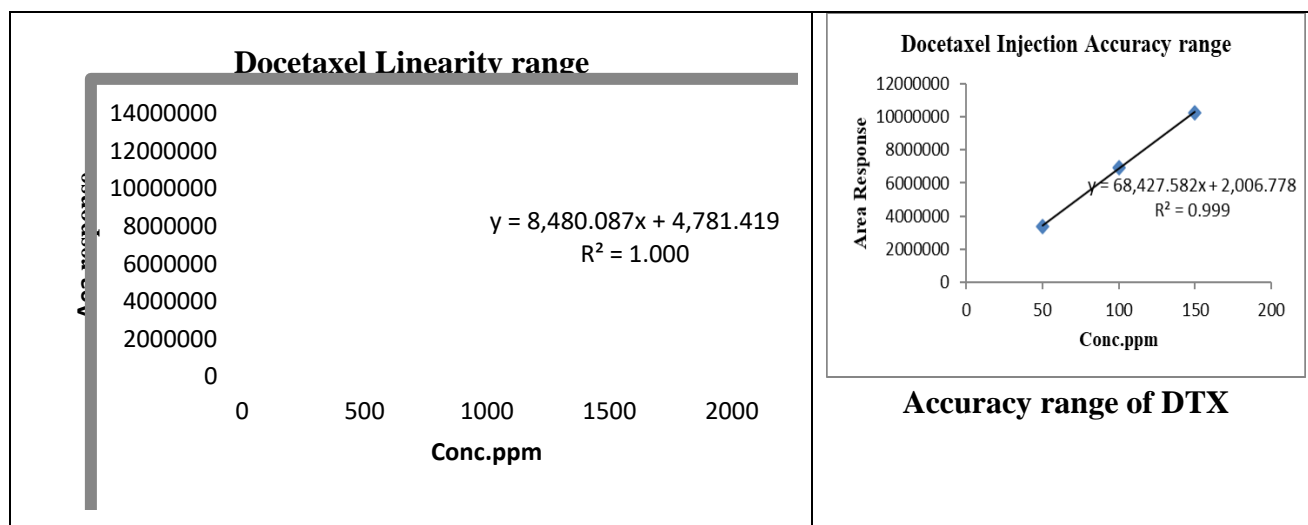 Docetaxel Linearity range
14000000
12000000
10000000
8000000
6000000
4000000
2000000
0
y = 8,480.087x + 4,781.419
R² = 1.000
0 500 1000 1500 2000
Conc.ppm
Docetaxel Injection Accuracy range
Area Response
12000000
10000000
8000000
6000000
4000000
2000000
0
y = 68,427.582x + 2,006.778
R² = 0.999
0 50 100 150 200
Conc.ppm
Accuracy range of DTX